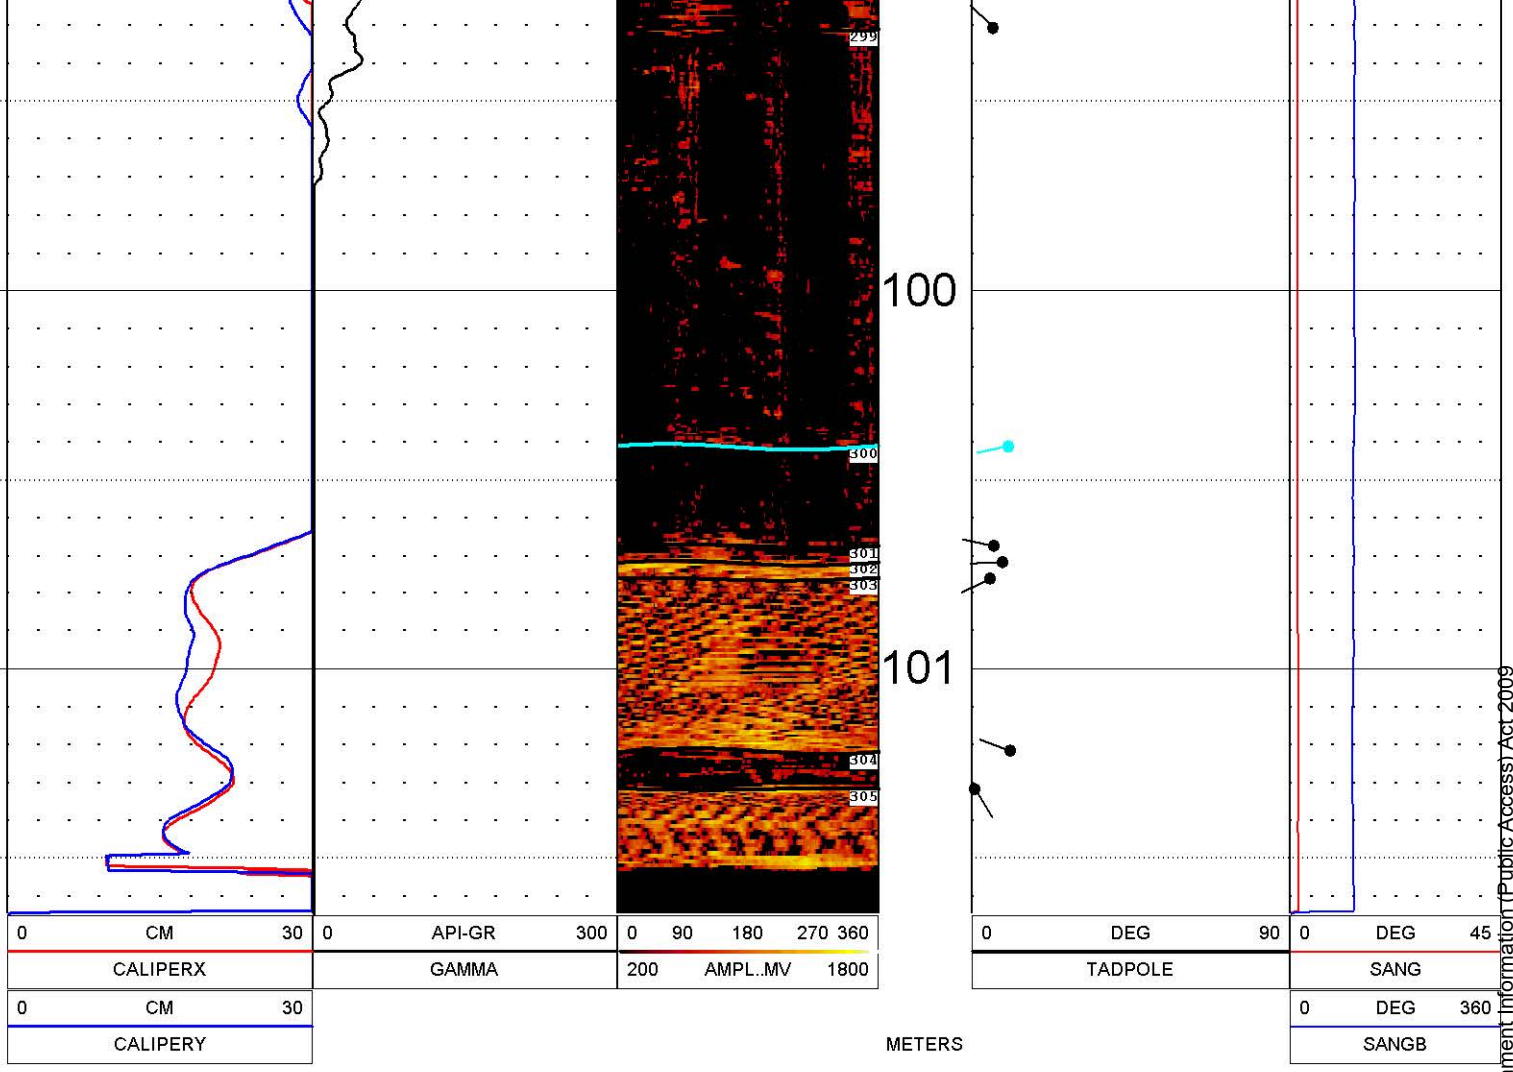 299
100
300
301
302
303
101
304
305
0 CM 30
CALIPERX
0 CM 30
CALIPERY
0 API-GR 300
GAMMA
0 90 180 270 360
200 AMPL..MV 1800
METERS
0 DEG 90
TADPOLE
0 DEG 45
SANG
0 DEG 360
SANGB
Information (Public Access) Act 2009